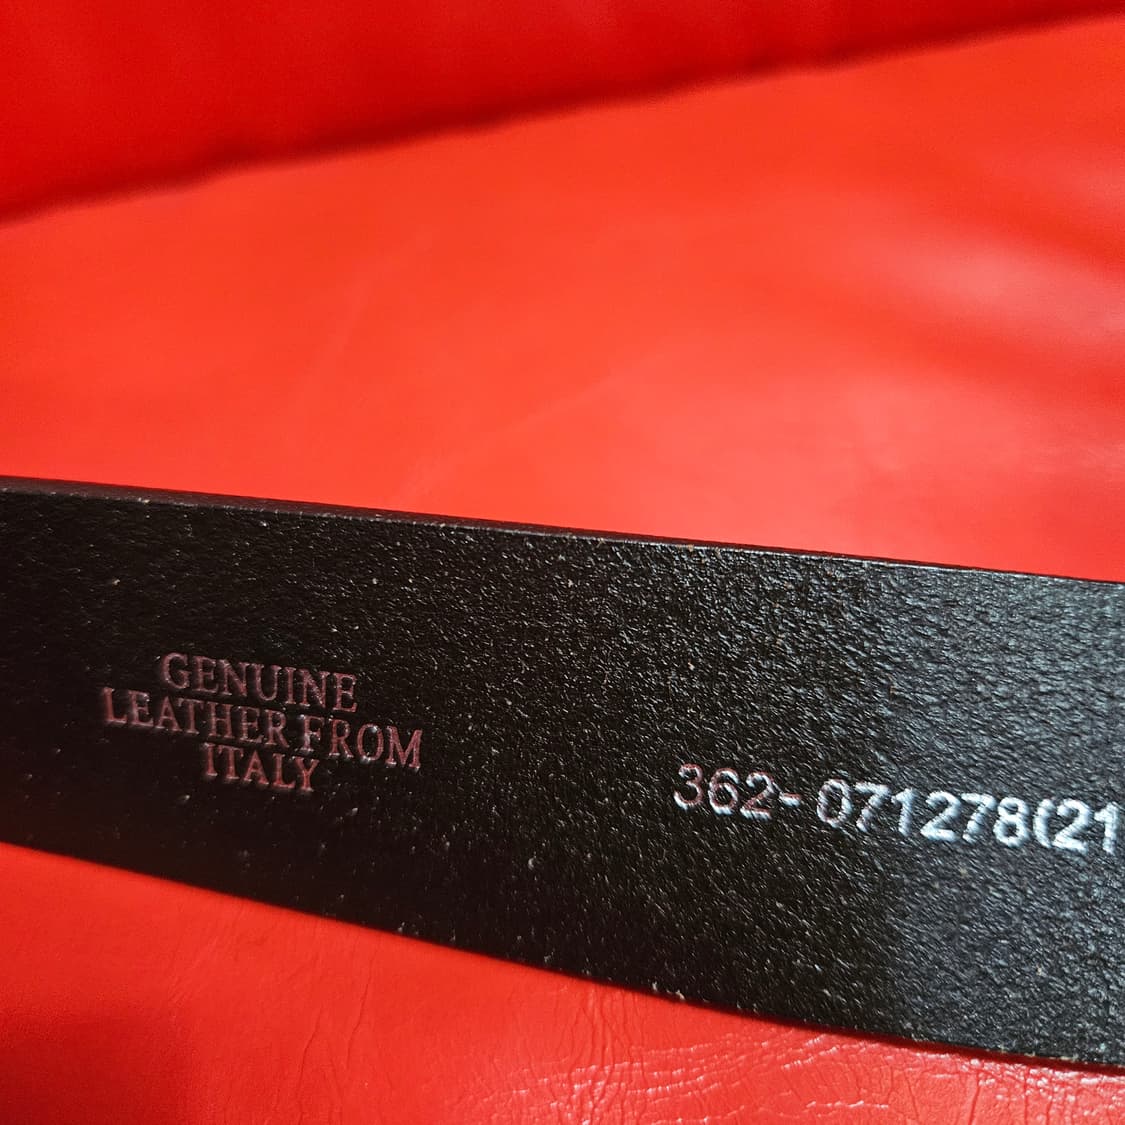 GENUINE
LEATHER FROM
ITALY
362-071278(21